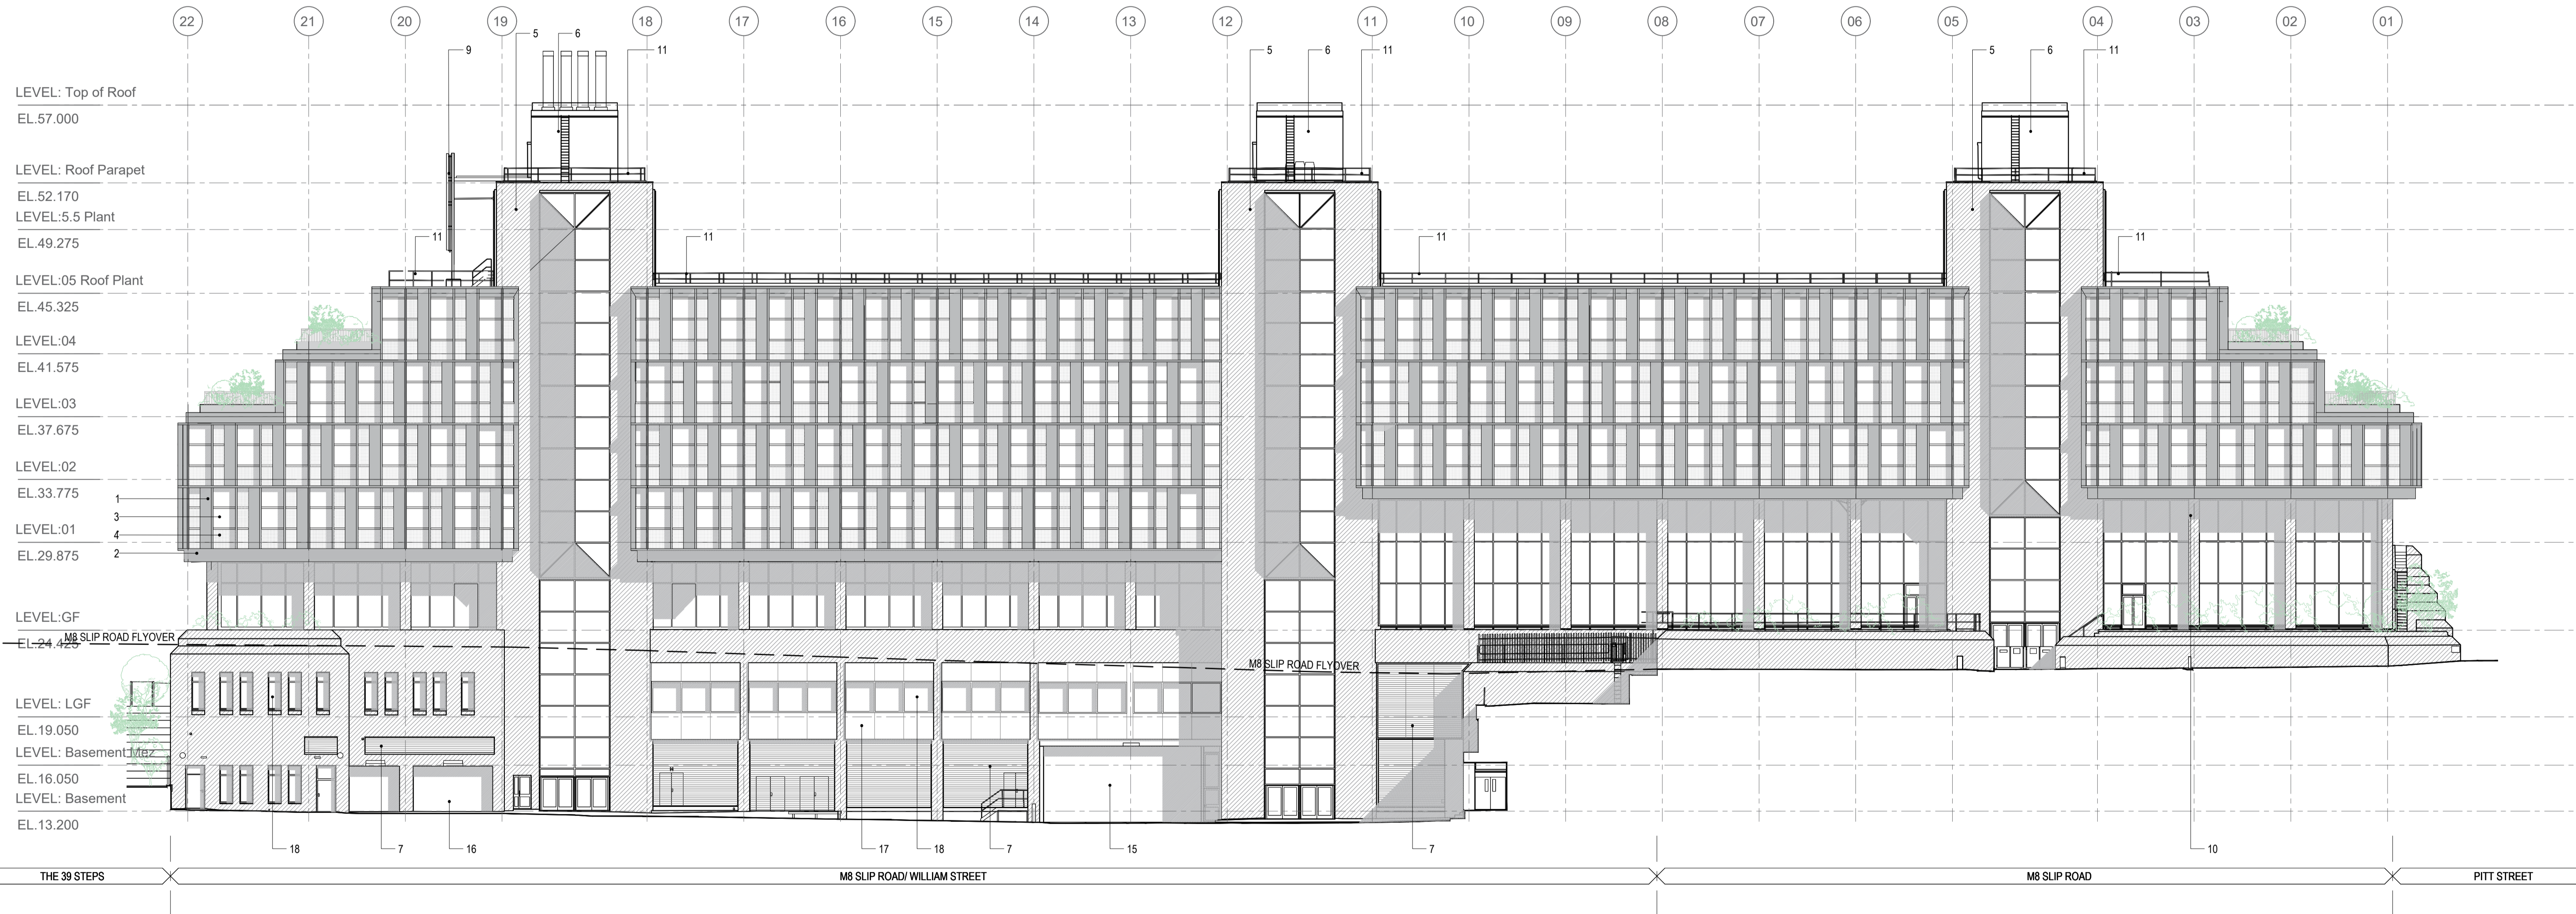 22 21 20 19 18 17 16 15 14 13 12 11 10 09 08 07 06 05 04 03 02 01
5 6 5 6 5 6
9 11 11 11
LEVEL: Top of Roof
EL.57.000
LEVEL: Roof Parapet
EL.52.170
LEVEL:5.5 Plant
11 11 11 11
EL.49.275
LEVEL:05 Roof Plant
EL.45.325
LEVEL:04
EL.41.575
LEVEL:03
EL.37.675
LEVEL:02
EL.33.775
1
3
LEVEL:01
4
EL.29.875
2
LEVEL:GF
EL.24.425
M8 SLIP ROAD FLYOVER
M8 SLIP ROAD FLYOVER
LEVEL: LGF
EL.19.050
LEVEL: Basement Mez
EL.16.050
LEVEL: Basement
EL.13.200
18 7 16 17 18 7 15 7 10
THE 39 STEPS M8 SLIP ROAD/ WILLIAM STREET M8 SLIP ROAD PITT STREET